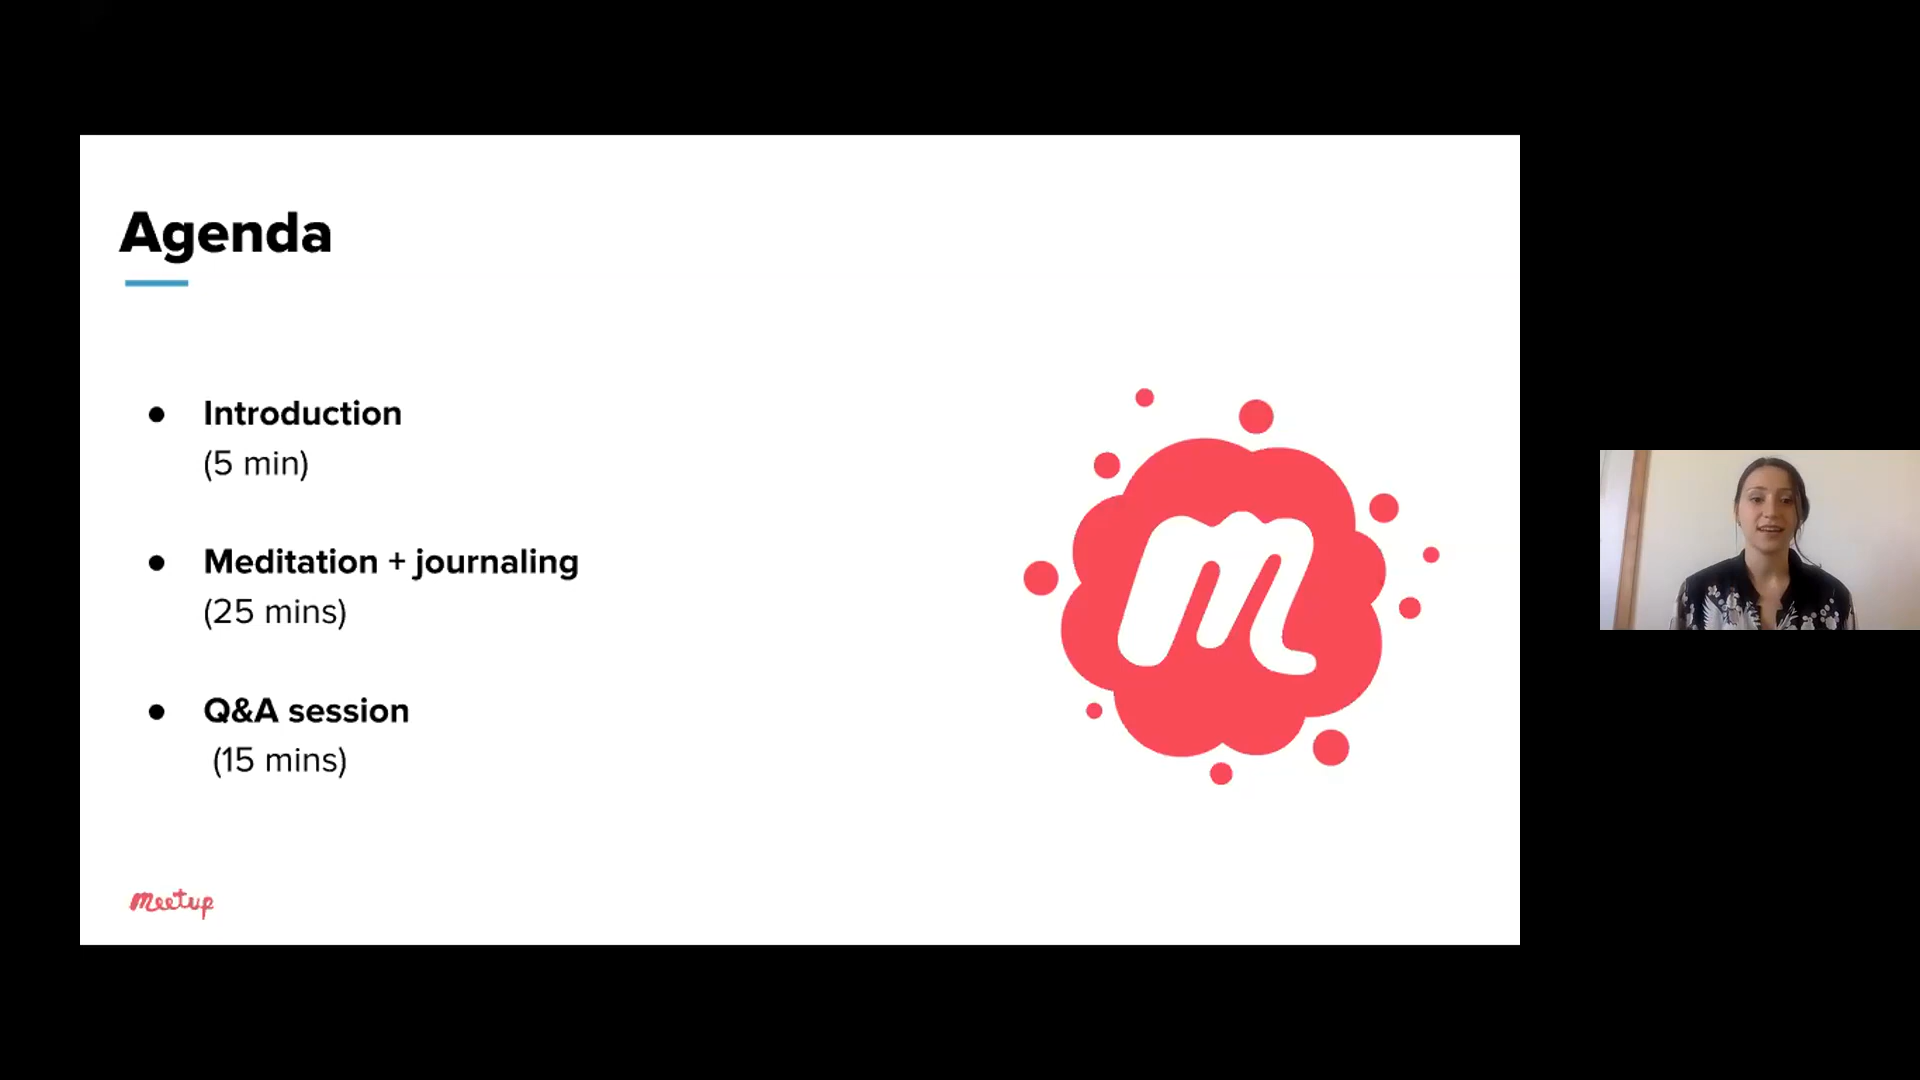 Agenda
● Introduction
(5 min)
● Meditation + journaling
(25 mins)
● Q&A session
(15 mins)
m
meetup